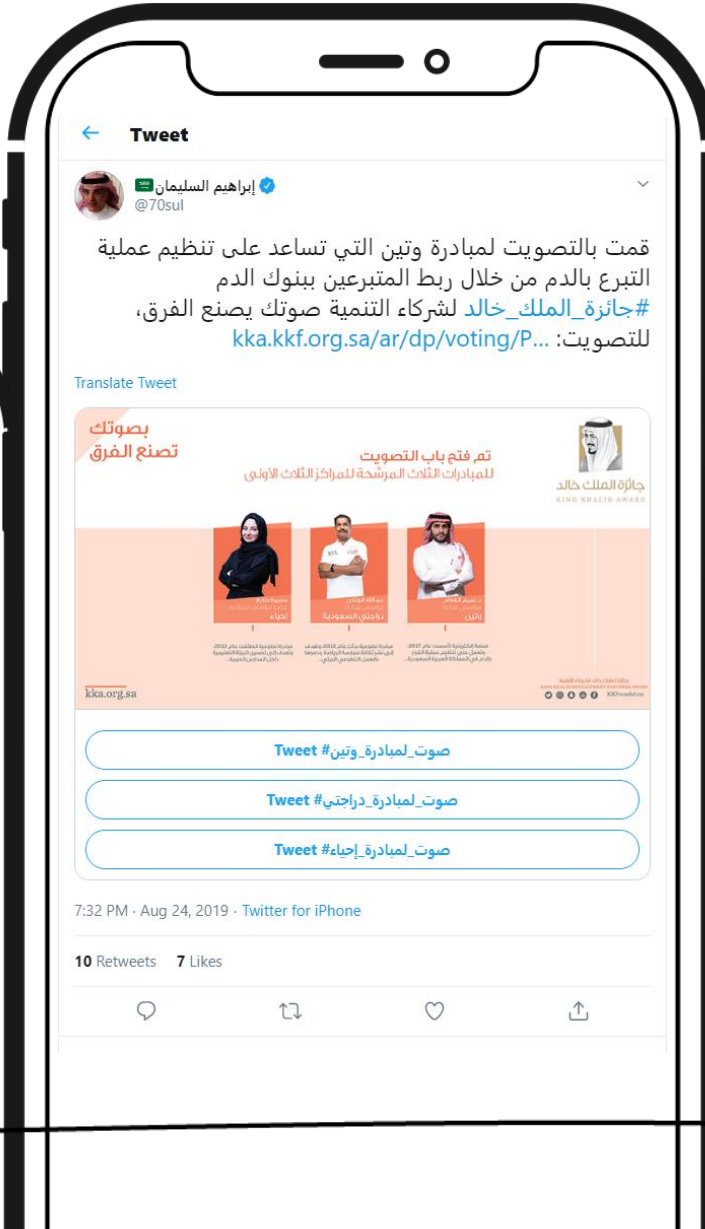 Tweet
إبراهيم السليمان
@70sul
قمت بالتصويت لمبادرة وتين التي تساعد على تنظيم عملية
التبرع بالدم من خلال ربط المتبرعين ببنوك الدم
#جائزة_الملك_خالد لشركاء التنمية صوتك يصنع الفرق،
للتصويت: kka.kkf.org.sa/ar/dp/voting/P...
Translate Tweet
بصوتك
تصنع الفرق
تم فتح باب التصويت
للمبادرات الثلاث المرشحة للمراكز الثلاث الأولى
جائزة الملك خالد
KING KHALID AWARD
وتين
دراجتي السعودية
إحياء
kka.org.sa
Tweet #صوت_لمبادرة_وتين
Tweet #صوت_لمبادرة_دراجتي
Tweet #صوت_لمبادرة_إحياء
7:32 PM · Aug 24, 2019 · Twitter for iPhone
10 Retweets 7 Likes